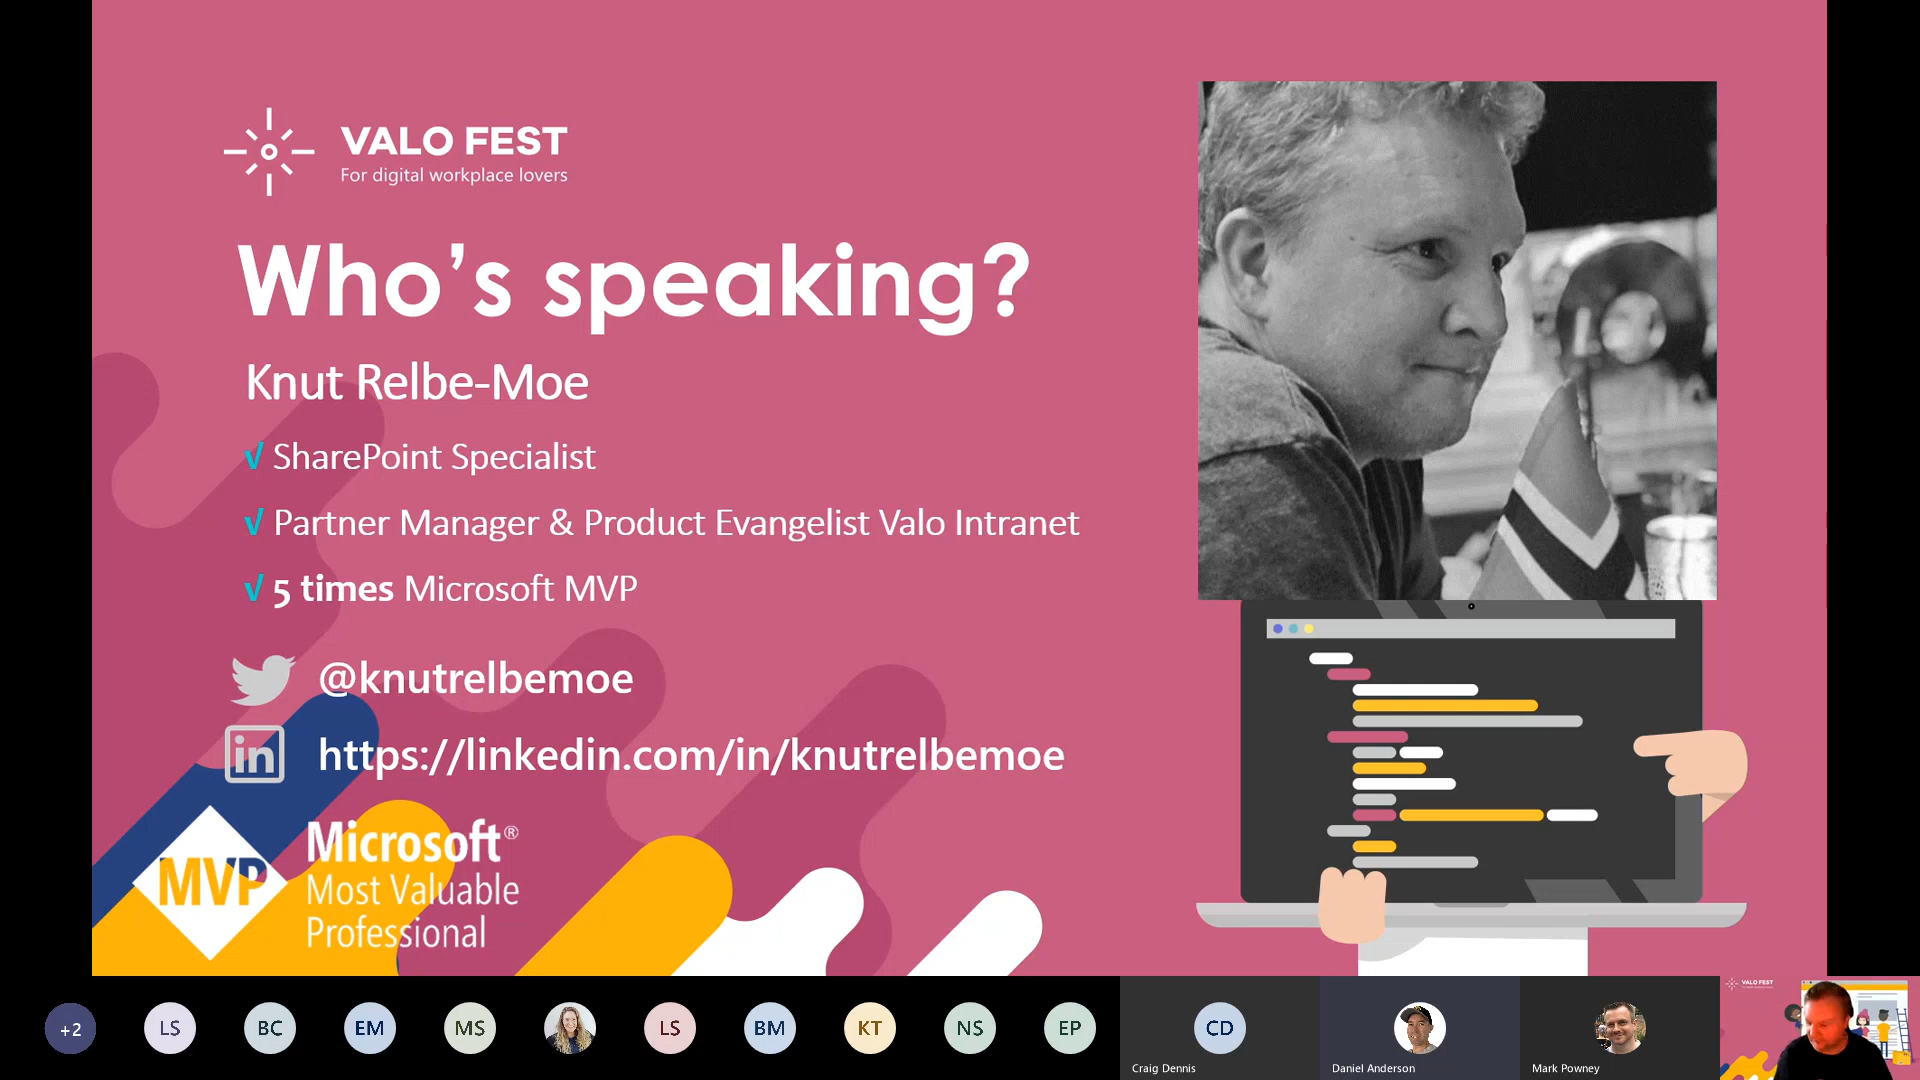 VALO FEST
For digital workplace lovers
Who's speaking?
Knut Relbe-Moe
√ SharePoint Specialist
√ Partner Manager & Product Evangelist Valo Intranet
√ 5 times Microsoft MVP
@knutrelbemoe
in https://linkedin.com/in/knutrelbemoe
MVP
Microsoft®
Most Valuable
Professional
+2 LS BC EM MS LS BM KT NS EP CD
Craig Dennis Daniel Anderson Mark Powney
VALO FEST